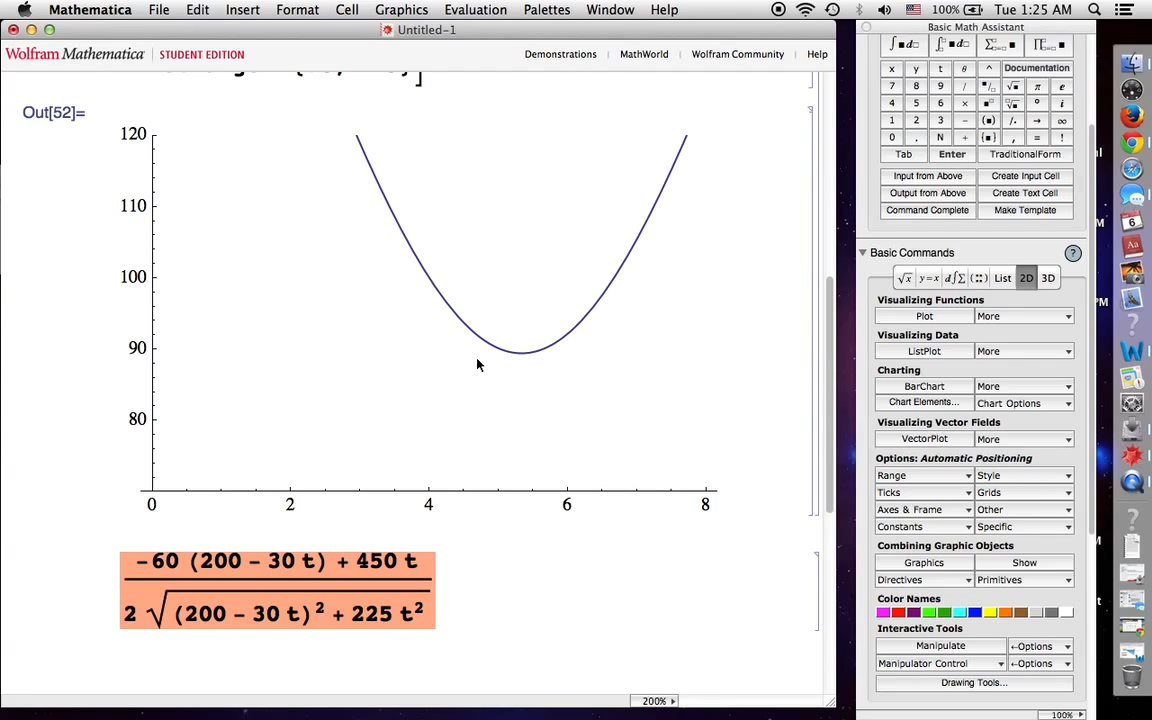 Mathematica File Edit Insert Format Cell Graphics Evaluation Palettes Window Help 100% Tue 1:25 AM
Untitled-1
Basic Math Assistant
Wolfram Mathematica STUDENT EDITION Demonstrations MathWorld Wolfram Community Help
∫■d□ ∫■d□ ∑■ ∏■
x y t θ ^ Documentation
7 8 9 / √■ π ⅇ
4 5 6 × ° ⅈ
1 2 3 − (■) /. → ∞
0 . N + {■} , = !
Tab Enter TraditionalForm
Input from Above Create Input Cell
Output from Above Create Text Cell
Command Complete Make Template
Out[52]=
120
110
100
90
80
0 2 4 6 8
-60 (200 - 30 t) + 450 t
2 √((200 - 30 t)² + 225 t²)
200%
Basic Commands ?
√x y=x d∫Σ List 2D 3D
Visualizing Functions
Plot More
Visualizing Data
ListPlot More
Charting
BarChart More
Chart Elements... Chart Options
Visualizing Vector Fields
VectorPlot More
Options: Automatic Positioning
Range Style
Ticks Grids
Axes & Frame Other
Constants Specific
Combining Graphic Objects
Graphics Show
Directives Primitives
Color Names
Interactive Tools
Manipulate ←Options
Manipulator Control ←Options
Drawing Tools...
100%
6
Aa
W
PM